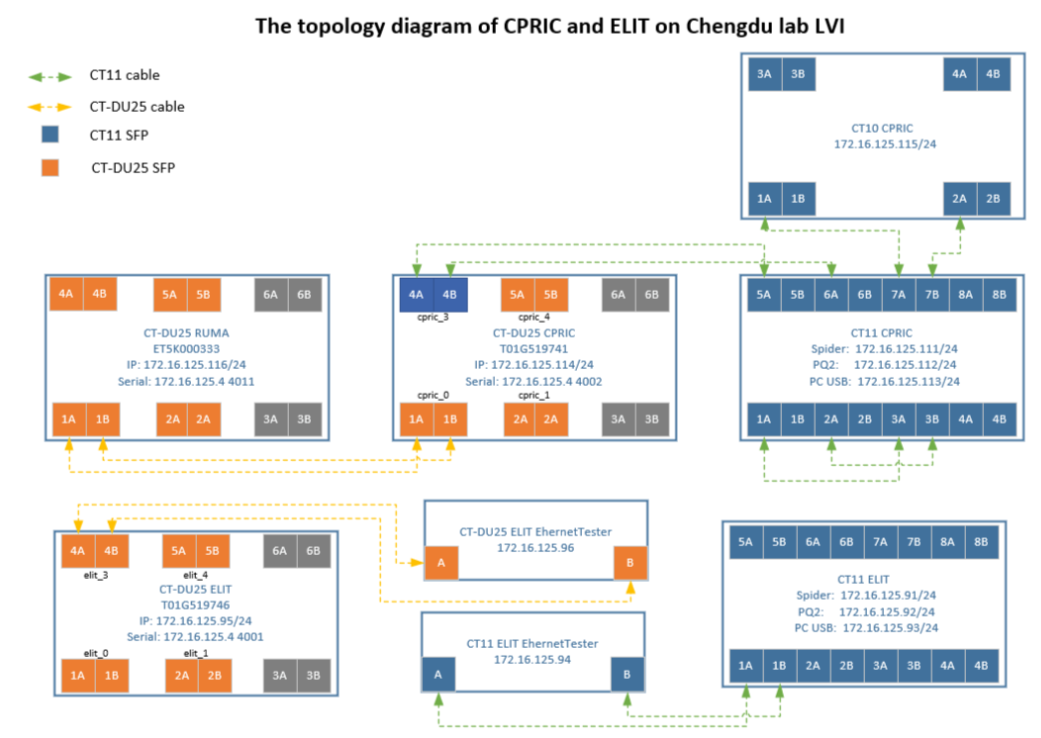 The topology diagram of CPRIC and ELIT on Chengdu lab LVI
CT11 cable
CT-DU25 cable
CT11 SFP
CT-DU25 SFP
3A 3B 4A 4B
CT10 CPRIC
172.16.125.115/24
1A 1B 2A 2B
4A 4B 5A 5B 6A 6B
CT-DU25 RUMA
ET5K000333
IP: 172.16.125.116/24
Serial: 172.16.125.4 4011
1A 1B 2A 2A 3A 3B
4A 4B 5A 5B 6A 6B
cpric_3 cpric_4
CT-DU25 CPRIC
T01G519741
IP: 172.16.125.114/24
Serial: 172.16.125.4 4002
cpric_0 cpric_1
1A 1B 2A 2A 3A 3B
5A 5B 6A 6B 7A 7B 8A 8B
CT11 CPRIC
Spider: 172.16.125.111/24
PQ2: 172.16.125.112/24
PC USB: 172.16.125.113/24
1A 1B 2A 2B 3A 3B 4A 4B
4A 4B 5A 5B 6A 6B
elit_3 elit_4
CT-DU25 ELIT
T01G519746
IP: 172.16.125.95/24
Serial: 172.16.125.4 4001
elit_0 elit_1
1A 1B 2A 2B 3A 3B
CT-DU25 ELIT EhernetTester
172.16.125.96
A B
CT11 ELIT EhernetTester
172.16.125.94
A B
5A 5B 6A 6B 7A 7B 8A 8B
CT11 ELIT
Spider: 172.16.125.91/24
PQ2: 172.16.125.92/24
PC USB: 172.16.125.93/24
1A 1B 2A 2B 3A 3B 4A 4B